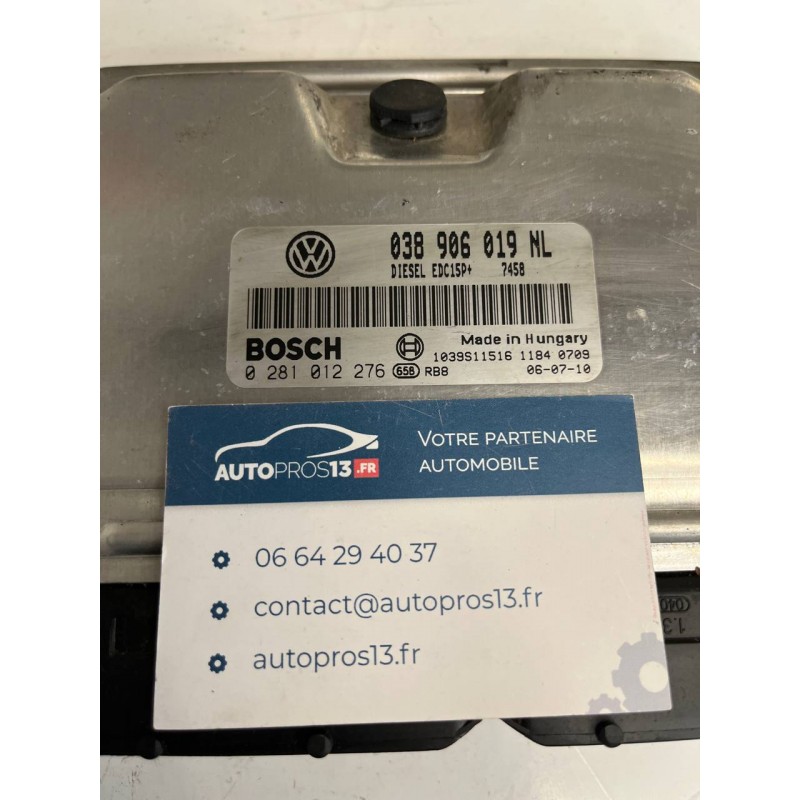 038 906 019 NL
DIESEL EDC15P+ 7458
BOSCH
Made in Hungary
1039S11516 1184 0709
0 281 012 276 658 RB8 06-07-10
AUTOPROS13.FR
VOTRE PARTENAIRE
AUTOMOBILE
06 64 29 40 37
contact@autopros13.fr
autopros13.fr